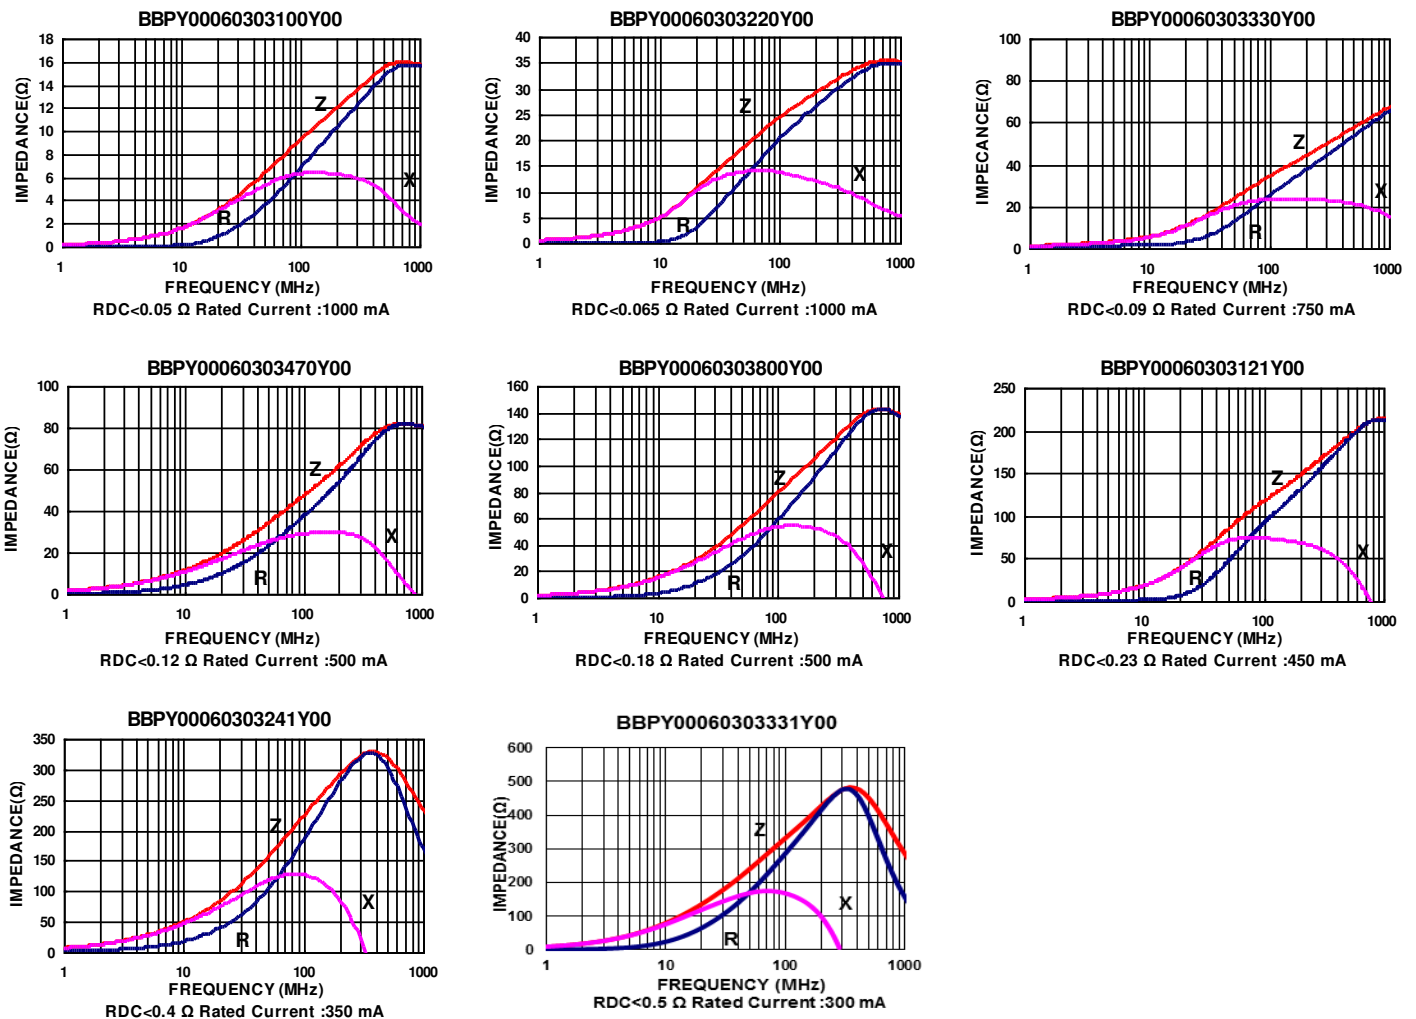 BBPY00060303100Y00
18
16
14
12
10
8
6
4
2
0
IMPEDANCE(Ω)
Z
R
X
1 10 100 1000
FREQUENCY (MHz)
RDC<0.05 Ω Rated Current :1000 mA
BBPY00060303220Y00
40
35
30
25
20
15
10
5
0
IMPEDANCE(Ω)
Z
R
X
1 10 100 1000
FREQUENCY (MHz)
RDC<0.065 Ω Rated Current :1000 mA
BBPY00060303330Y00
100
80
60
40
20
0
IMPECANCE(Ω)
Z
R
X
1 10 100 1000
FREQUENCY (MHz)
RDC<0.09 Ω Rated Current :750 mA
BBPY00060303470Y00
100
80
60
40
20
0
IMPEDANCE(Ω)
Z
R
X
1 10 100 1000
FREQUENCY (MHz)
RDC<0.12 Ω Rated Current :500 mA
BBPY00060303800Y00
160
140
120
100
80
60
40
20
0
IMPEDANCE(Ω)
Z
R
X
1 10 100 1000
FREQUENCY (MHz)
RDC<0.18 Ω Rated Current :500 mA
BBPY00060303121Y00
250
200
150
100
50
0
IMPEDANCE(Ω)
Z
R
X
1 10 100 1000
FREQUENCY (MHz)
RDC<0.23 Ω Rated Current :450 mA
BBPY00060303241Y00
350
300
250
200
150
100
50
0
IMPEDANCE(Ω)
Z
R
X
1 10 100 1000
FREQUENCY (MHz)
RDC<0.4 Ω Rated Current :350 mA
BBPY00060303331Y00
600
500
400
300
200
100
0
IMPEDANCE(Ω)
Z
R
X
1 10 100 1000
FREQUENCY (MHz)
RDC<0.5 Ω Rated Current :300 mA